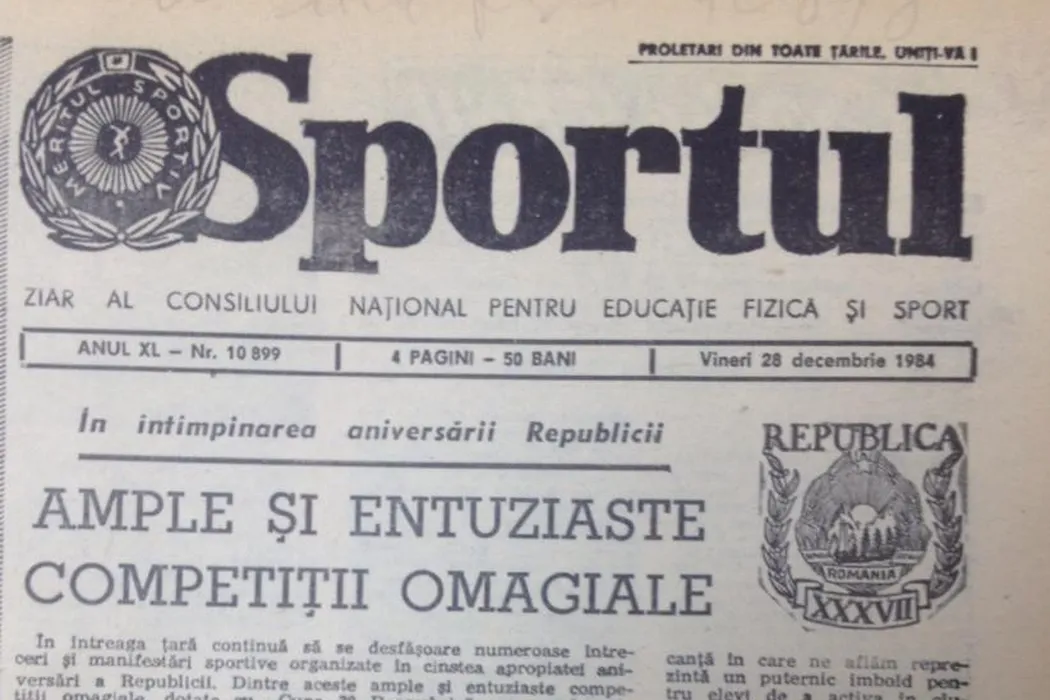 PROLETARI DIN TOATE ȚĂRILE, UNIȚI-VĂ !
MERITUL SPORTIV
Sportul
ZIAR AL CONSILIULUI NAȚIONAL PENTRU EDUCAȚIE FIZICĂ ȘI SPORT
ANUL XL – Nr. 10 899
4 PAGINI – 50 BANI
Vineri 28 decembrie 1984
În intîmpinarea aniversării Republicii
AMPLE ȘI ENTUZIASTE
COMPETIȚII OMAGIALE
REPUBLICA
ROMANIA
XXXVII
În întreaga țară continuă să se desfășoare numeroase între-
ceri și manifestări sportive organizate în cinstea apropiatei ani-
versări a Republicii. Dintre aceste ample și entuziaste compe-
canță în care ne aflăm repre-
zintă un puternic imbold pen-
tru elevi de a